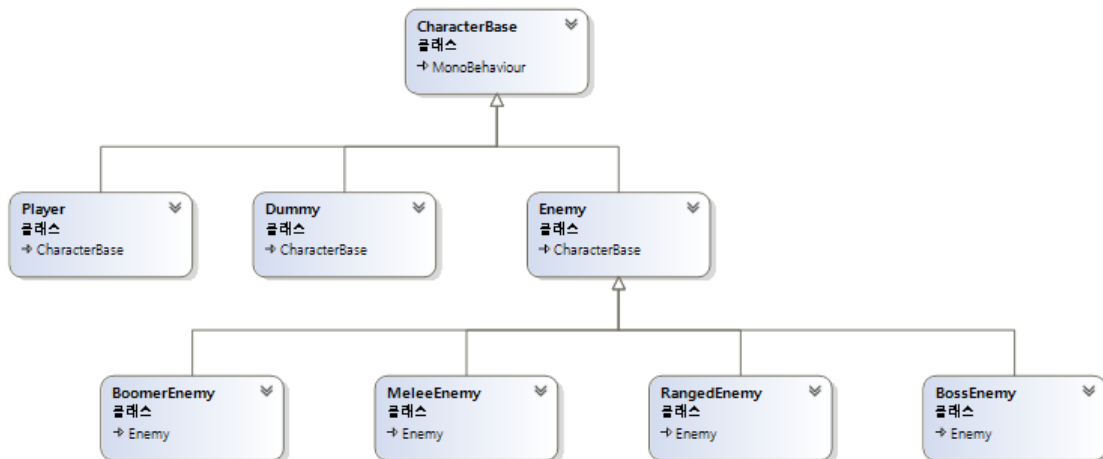 CharacterBase
클래스
MonoBehaviour
Player
클래스
CharacterBase
Dummy
클래스
CharacterBase
Enemy
클래스
CharacterBase
BoomerEnemy
클래스
Enemy
MeleeEnemy
클래스
Enemy
RangedEnemy
클래스
Enemy
BossEnemy
클래스
Enemy